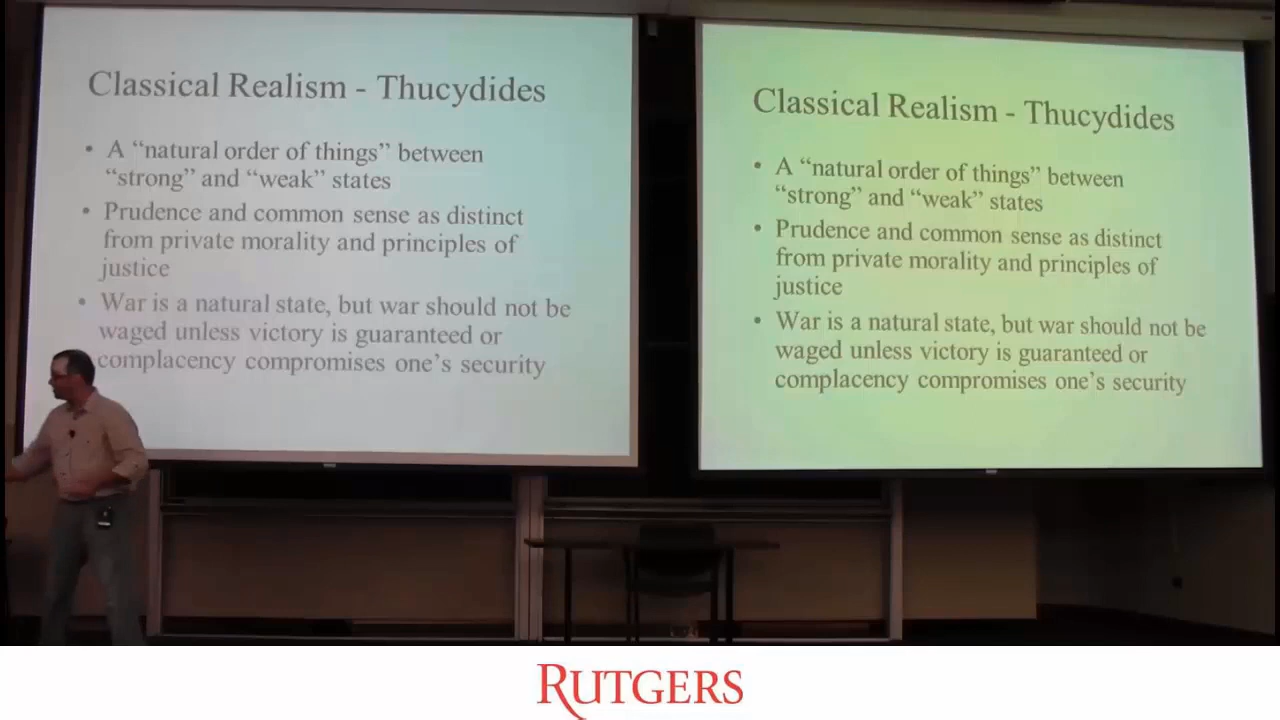 Classical Realism - Thucydides
• A “natural order of things” between
“strong” and “weak” states
• Prudence and common sense as distinct
from private morality and principles of
justice
• War is a natural state, but war should not be
waged unless victory is guaranteed or
complacency compromises one’s security
Classical Realism - Thucydides
• A “natural order of things” between
“strong” and “weak” states
• Prudence and common sense as distinct
from private morality and principles of
justice
• War is a natural state, but war should not be
waged unless victory is guaranteed or
complacency compromises one’s security
RUTGERS